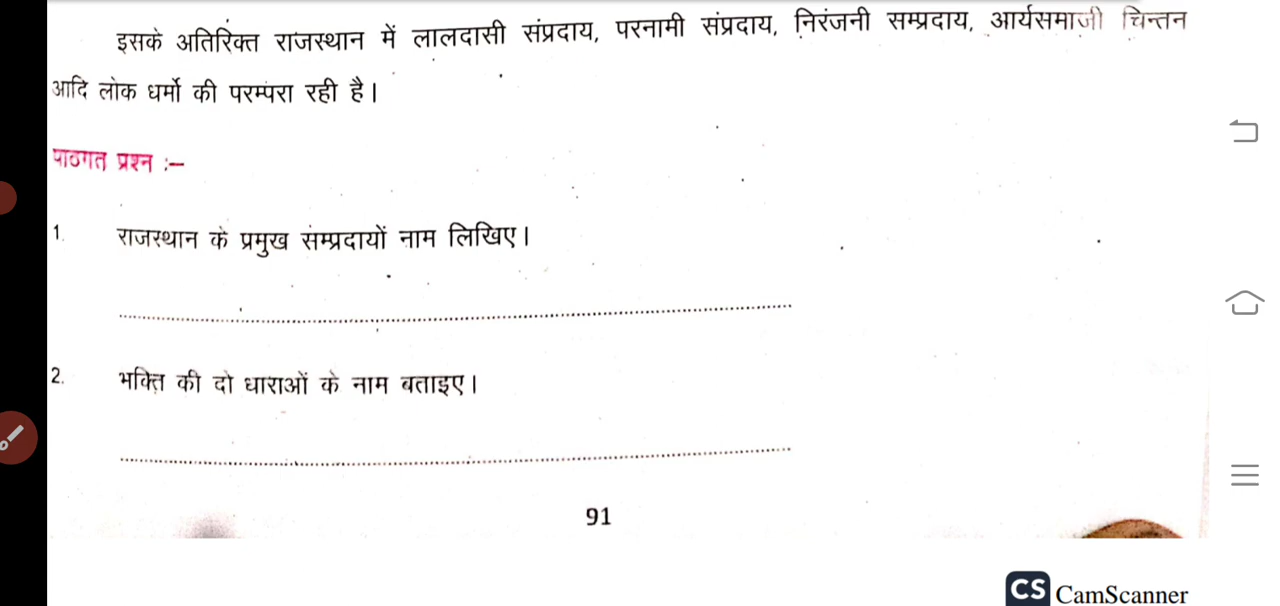 इसके अतिरिक्त राजस्थान में लालदासी संप्रदाय, परनामी संप्रदाय, निरंजनी सम्प्रदाय, आर्यसमाजी चिन्तन
आदि लोक धर्मो की परम्परा रही है।
पाठगत प्रश्न :–
1. राजस्थान के प्रमुख सम्प्रदायों नाम लिखिए।
2. भक्ति की दो धाराओं के नाम बताइए।
91
CS CamScanner